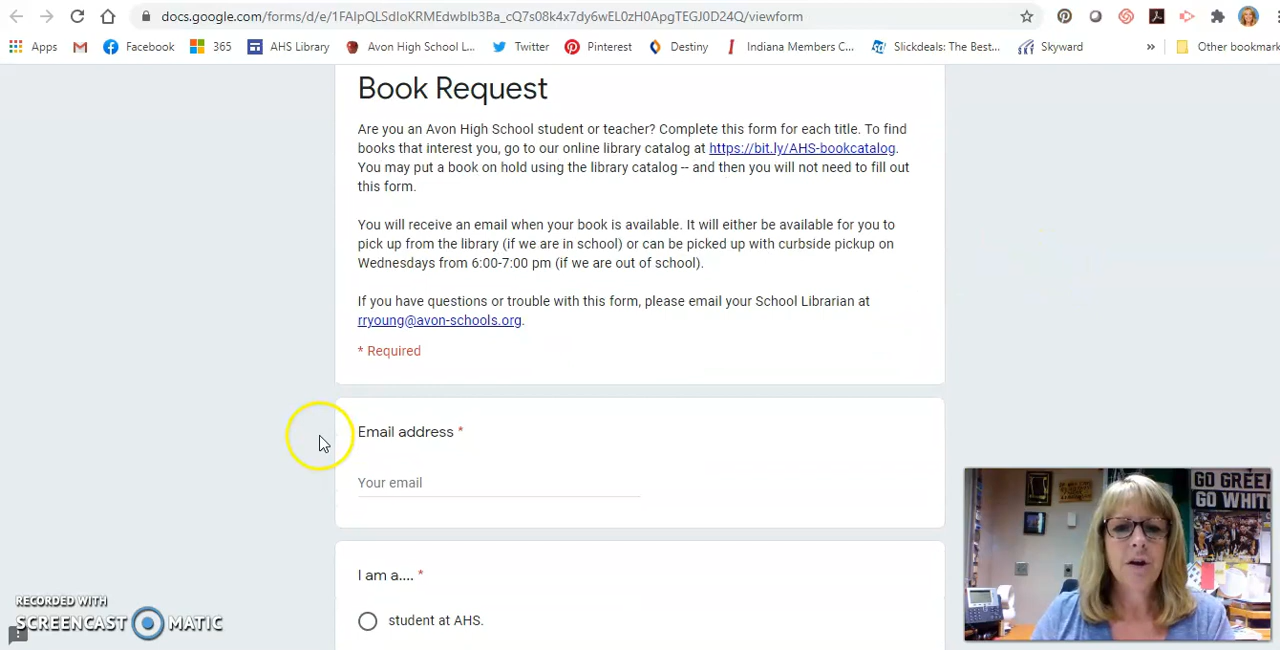 docs.google.com/forms/d/e/1FAIpQLSdIoKRMEdwbIb3Ba_cQ7s08k4x7dy6wEL0zH0ApgTEGJ0D24Q/viewform
Apps Facebook 365 AHS Library Avon High School L... Twitter Pinterest Destiny Indiana Members C... Slickdeals: The Best... Skyward » Other bookmark
Book Request
Are you an Avon High School student or teacher? Complete this form for each title. To find
books that interest you, go to our online library catalog at https://bit.ly/AHS-bookcatalog.
You may put a book on hold using the library catalog -- and then you will not need to fill out
this form.
You will receive an email when your book is available. It will either be available for you to
pick up from the library (if we are in school) or can be picked up with curbside pickup on
Wednesdays from 6:00-7:00 pm (if we are out of school).
If you have questions or trouble with this form, please email your School Librarian at
rryoung@avon-schools.org.
* Required
Email address *
Your email
I am a.... *
student at AHS.
GO GREE
GO WHIT
RECORDED WITH
SCREENCAST MATIC